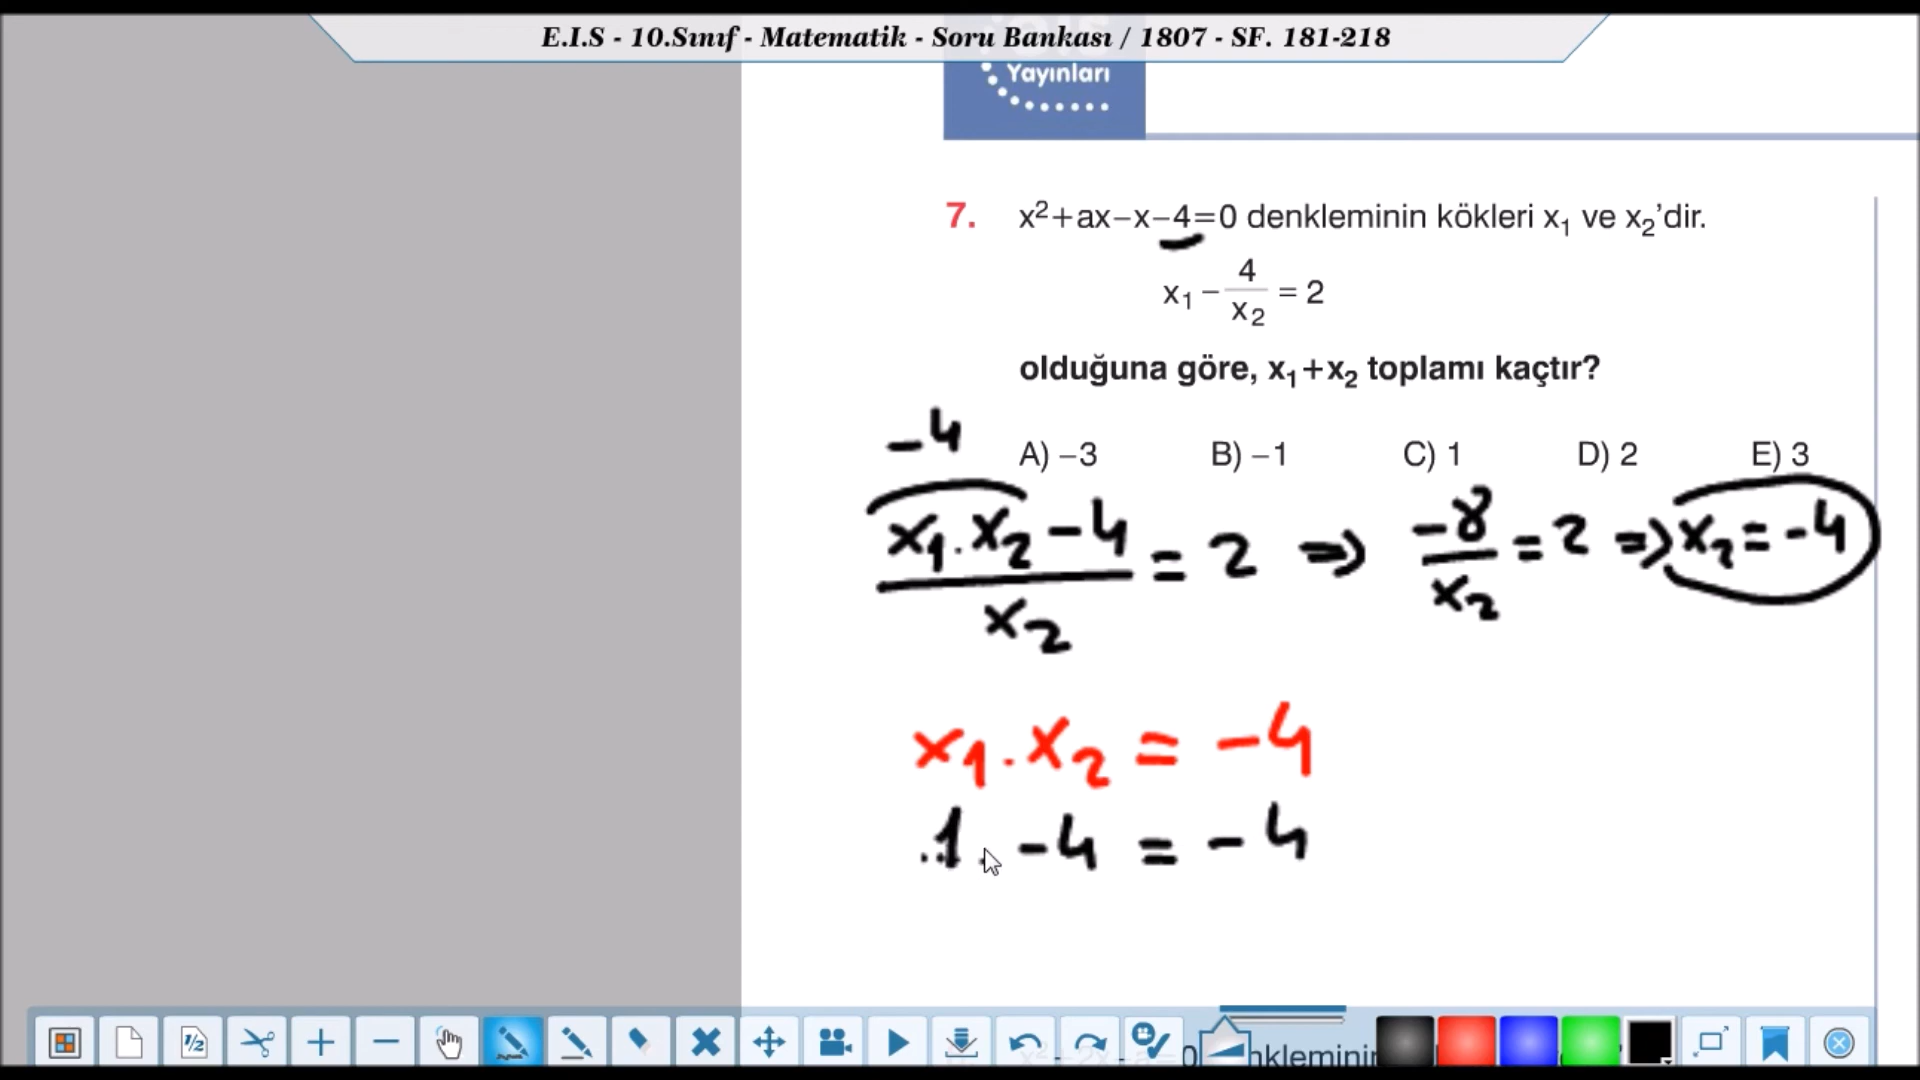 E.I.S - 10.Sınıf - Matematik - Soru Bankası / 1807 - SF. 181-218
Yayınları
7. x²+ax−x−4=0 denkleminin kökleri x₁ ve x₂’dir.
x₁ − 4/x₂ = 2
olduğuna göre, x₁+x₂ toplamı kaçtır?
A) −3 B) −1 C) 1 D) 2 E) 3
-4
(x₁.x₂-4)/x₂ = 2 ⇒ -8/x₂ = 2 ⇒ x₂ = -4
x₁.x₂ = -4
1. -4 = -4
1/2